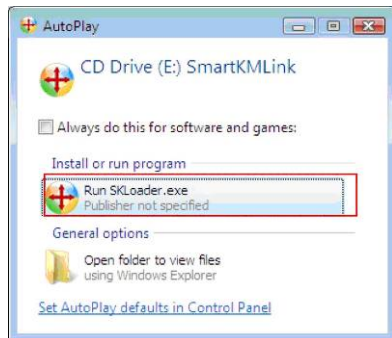 AutoPlay
CD Drive (E:) SmartKMLink
Always do this for software and games:
Install or run program
Run SKLoader.exe
Publisher not specified
General options
Open folder to view files
using Windows Explorer
Set AutoPlay defaults in Control Panel